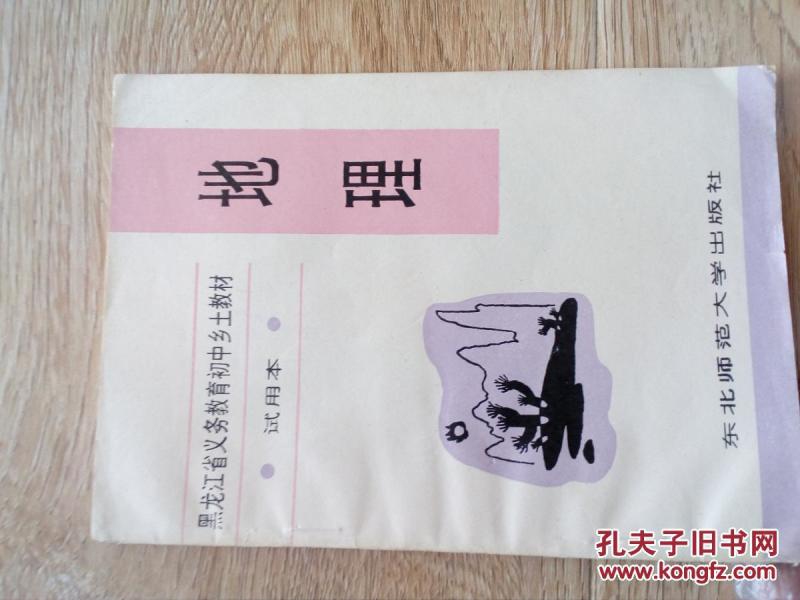 地理
黑龙江省义务教育初中乡土教材
• 试用本 •
东北师范大学出版社
孔夫子旧书网
www.kongfz.com